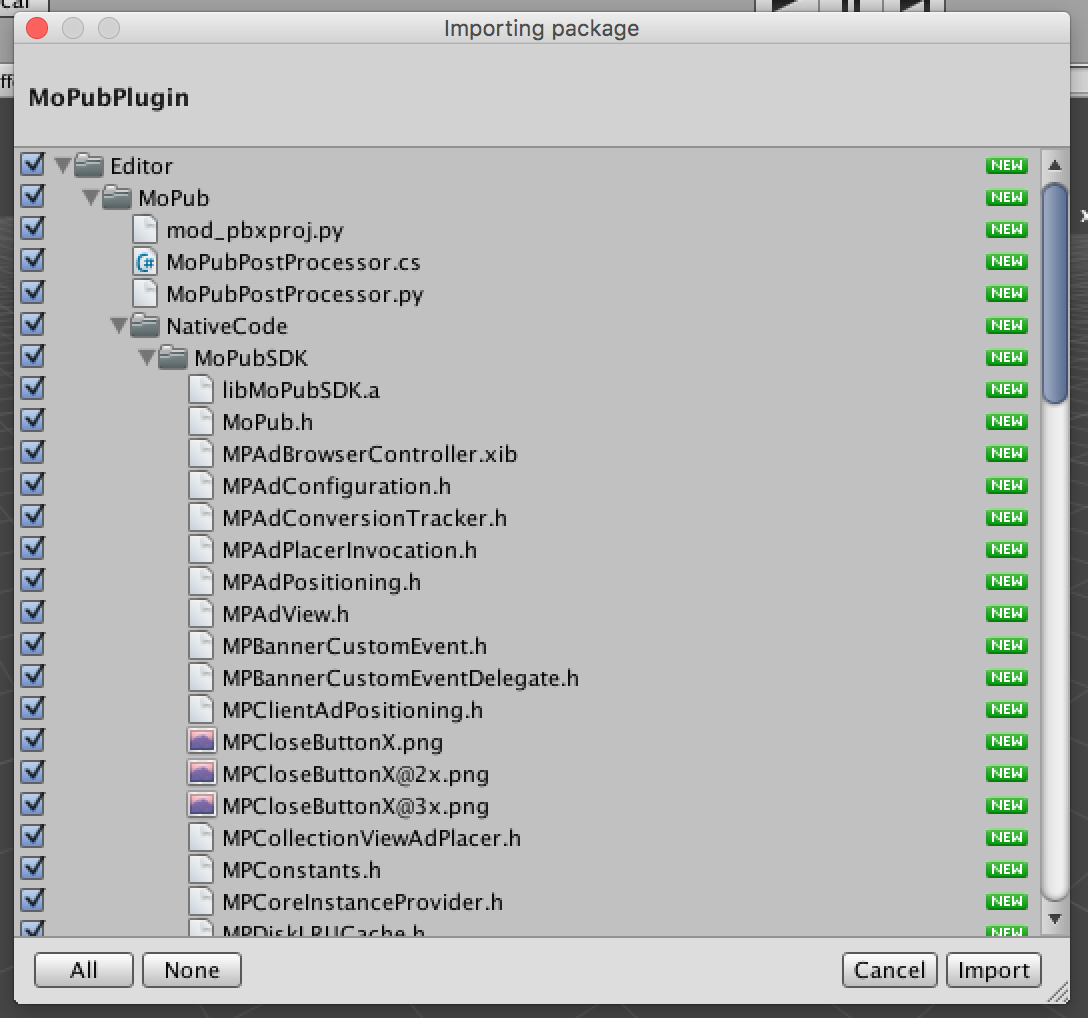 Importing package
MoPubPlugin
Editor NEW
MoPub NEW
mod_pbxproj.py NEW
MoPubPostProcessor.cs NEW
MoPubPostProcessor.py NEW
NativeCode NEW
MoPubSDK NEW
libMoPubSDK.a NEW
MoPub.h NEW
MPAdBrowserController.xib NEW
MPAdConfiguration.h NEW
MPAdConversionTracker.h NEW
MPAdPlacerInvocation.h NEW
MPAdPositioning.h NEW
MPAdView.h NEW
MPBannerCustomEvent.h NEW
MPBannerCustomEventDelegate.h NEW
MPClientAdPositioning.h NEW
MPCloseButtonX.png NEW
MPCloseButtonX@2x.png NEW
MPCloseButtonX@3x.png NEW
MPCollectionViewAdPlacer.h NEW
MPConstants.h NEW
MPCoreInstanceProvider.h NEW
MPDiskLRUCache.h NEW
All None Cancel Import